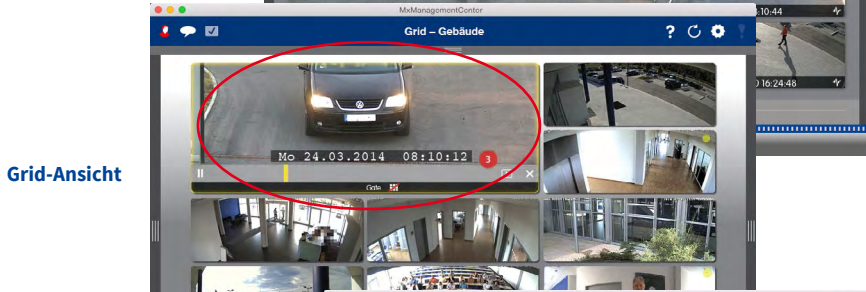 MxManagementCenter
Grid – Gebäude
?
:10:44
16:24:48
Grid-Ansicht
Mo 24.03.2014 08:10:12
3
Gate